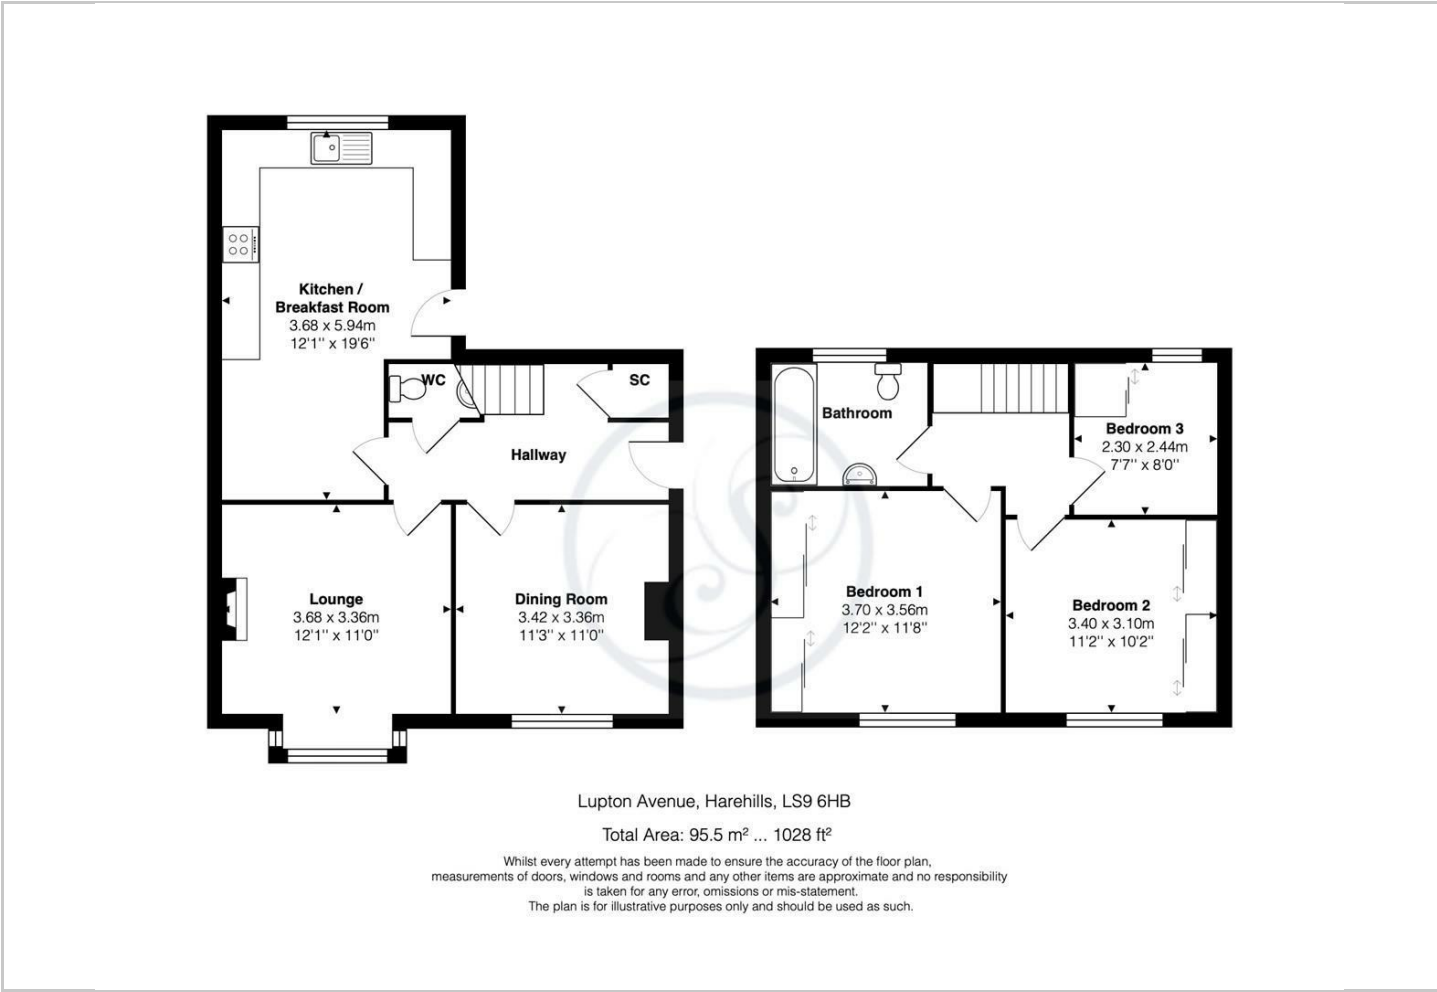 Kitchen /
Breakfast Room
3.68 x 5.94m
12'1'' x 19'6''
WC
SC
Hallway
Lounge
3.68 x 3.36m
12'1'' x 11'0''
Dining Room
3.42 x 3.36m
11'3'' x 11'0''
Bathroom
Bedroom 3
2.30 x 2.44m
7'7'' x 8'0''
Bedroom 1
3.70 x 3.56m
12'2'' x 11'8''
Bedroom 2
3.40 x 3.10m
11'2'' x 10'2''
Lupton Avenue, Harehills, LS9 6HB
Total Area: 95.5 m² ... 1028 ft²
Whilst every attempt has been made to ensure the accuracy of the floor plan,
measurements of doors, windows and rooms and any other items are approximate and no responsibility
is taken for any error, omissions or mis-statement.
The plan is for illustrative purposes only and should be used as such.